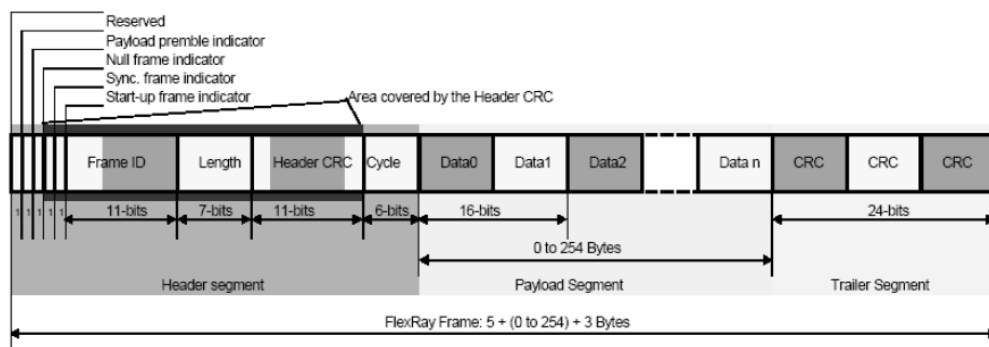 Reserved
Payload premble indicator
Null frame indicator
Sync. frame indicator
Start-up frame indicator
Area covered by the Header CRC
Frame ID Length Header CRC Cycle Data0 Data1 Data2 Data n CRC CRC CRC
1 1 1 1 1 11-bits 7-bits 11-bits 6-bits 16-bits 24-bits
0 to 254 Bytes
Header segment Payload Segment Trailer Segment
FlexRay Frame: 5 + (0 to 254) + 3 Bytes